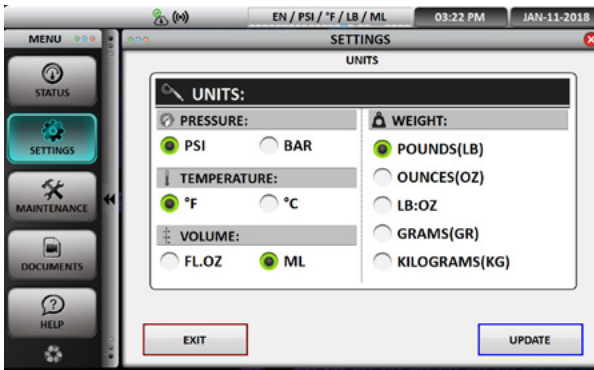 EN / PSI / °F / LB / ML
03:22 PM
JAN-11-2018
MENU
SETTINGS
UNITS
STATUS
SETTINGS
MAINTENANCE
DOCUMENTS
HELP
UNITS:
PRESSURE:
PSI
BAR
TEMPERATURE:
°F
°C
VOLUME:
FL.OZ
ML
WEIGHT:
POUNDS(LB)
OUNCES(OZ)
LB:OZ
GRAMS(GR)
KILOGRAMS(KG)
EXIT
UPDATE